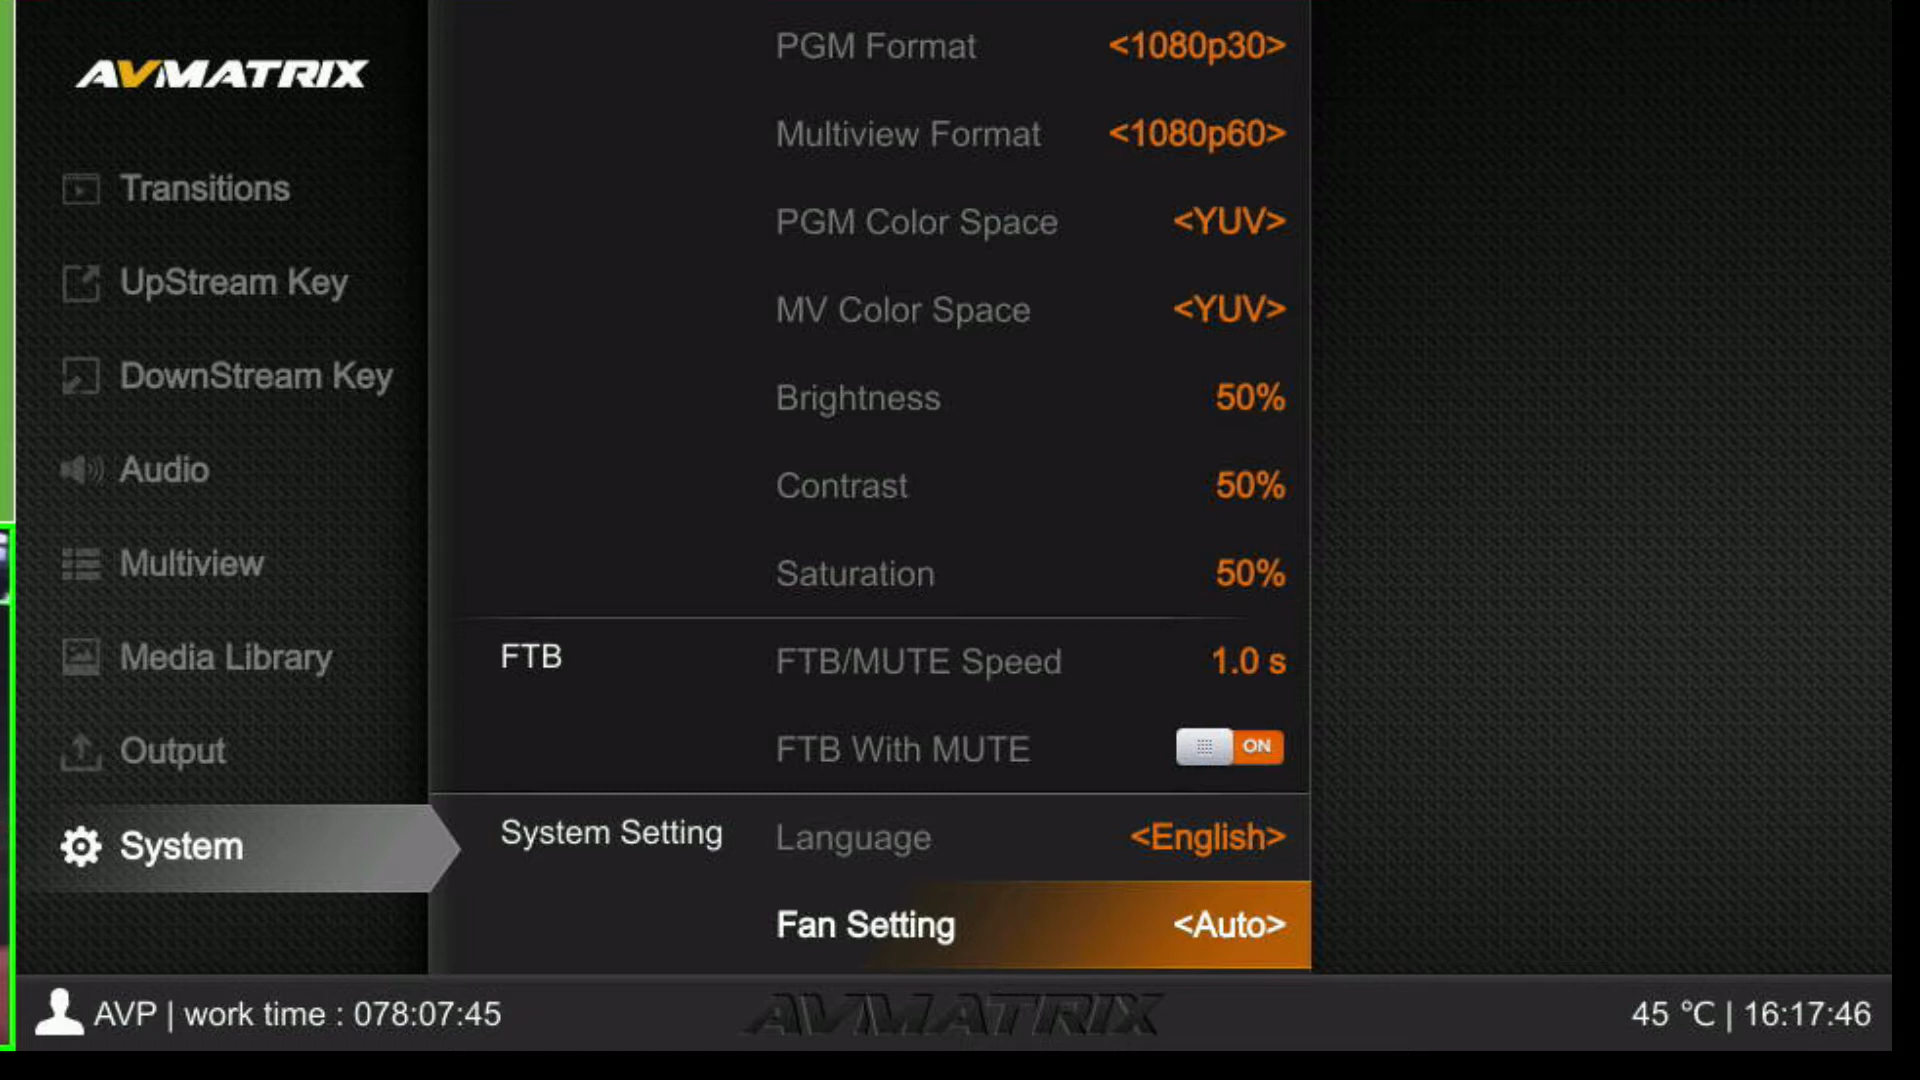 AVMATRIX
Transitions
UpStream Key
DownStream Key
Audio
Multiview
Media Library
Output
System
PGM Format <1080p30>
Multiview Format <1080p60>
PGM Color Space <YUV>
MV Color Space <YUV>
Brightness 50%
Contrast 50%
Saturation 50%
FTB FTB/MUTE Speed 1.0 s
FTB With MUTE ON
System Setting Language <English>
Fan Setting <Auto>
AVP | work time : 078:07:45
AVMATRIX
45 °C | 16:17:46